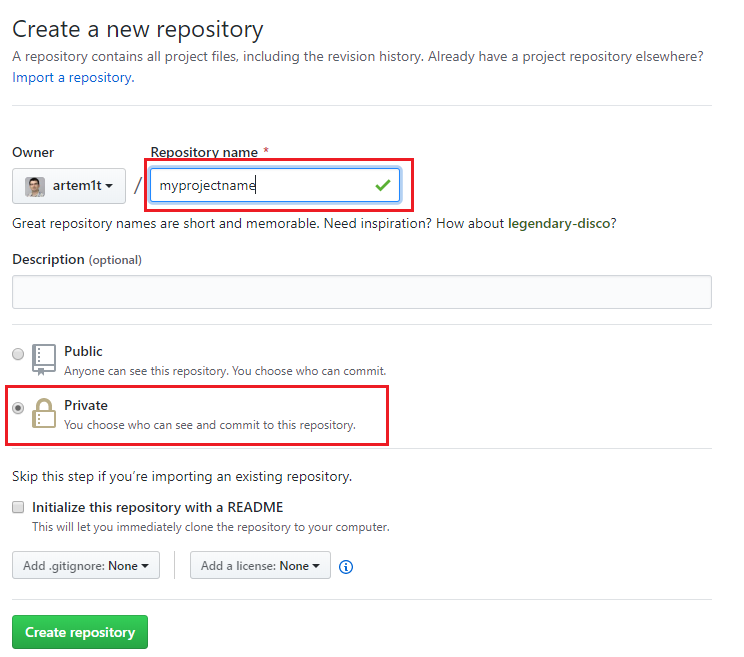 Create a new repository
A repository contains all project files, including the revision history. Already have a project repository elsewhere?
Import a repository.
Owner
Repository name *
artem1t
/
myprojectname
Great repository names are short and memorable. Need inspiration? How about legendary-disco?
Description (optional)
Public
Anyone can see this repository. You choose who can commit.
Private
You choose who can see and commit to this repository.
Skip this step if you’re importing an existing repository.
Initialize this repository with a README
This will let you immediately clone the repository to your computer.
Add .gitignore: None
Add a license: None
Create repository